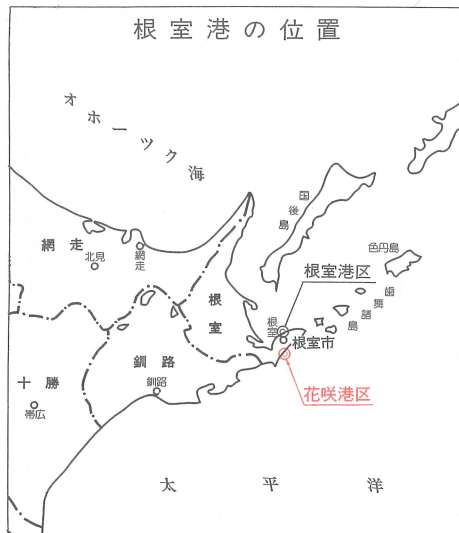 根室港の位置
オホーツク海
国後島
色丹島
網走
北見
網走
根室港区
歯舞諸島
根室
根室
根室市
釧路
釧路
十勝
帯広
花咲港区
太平洋